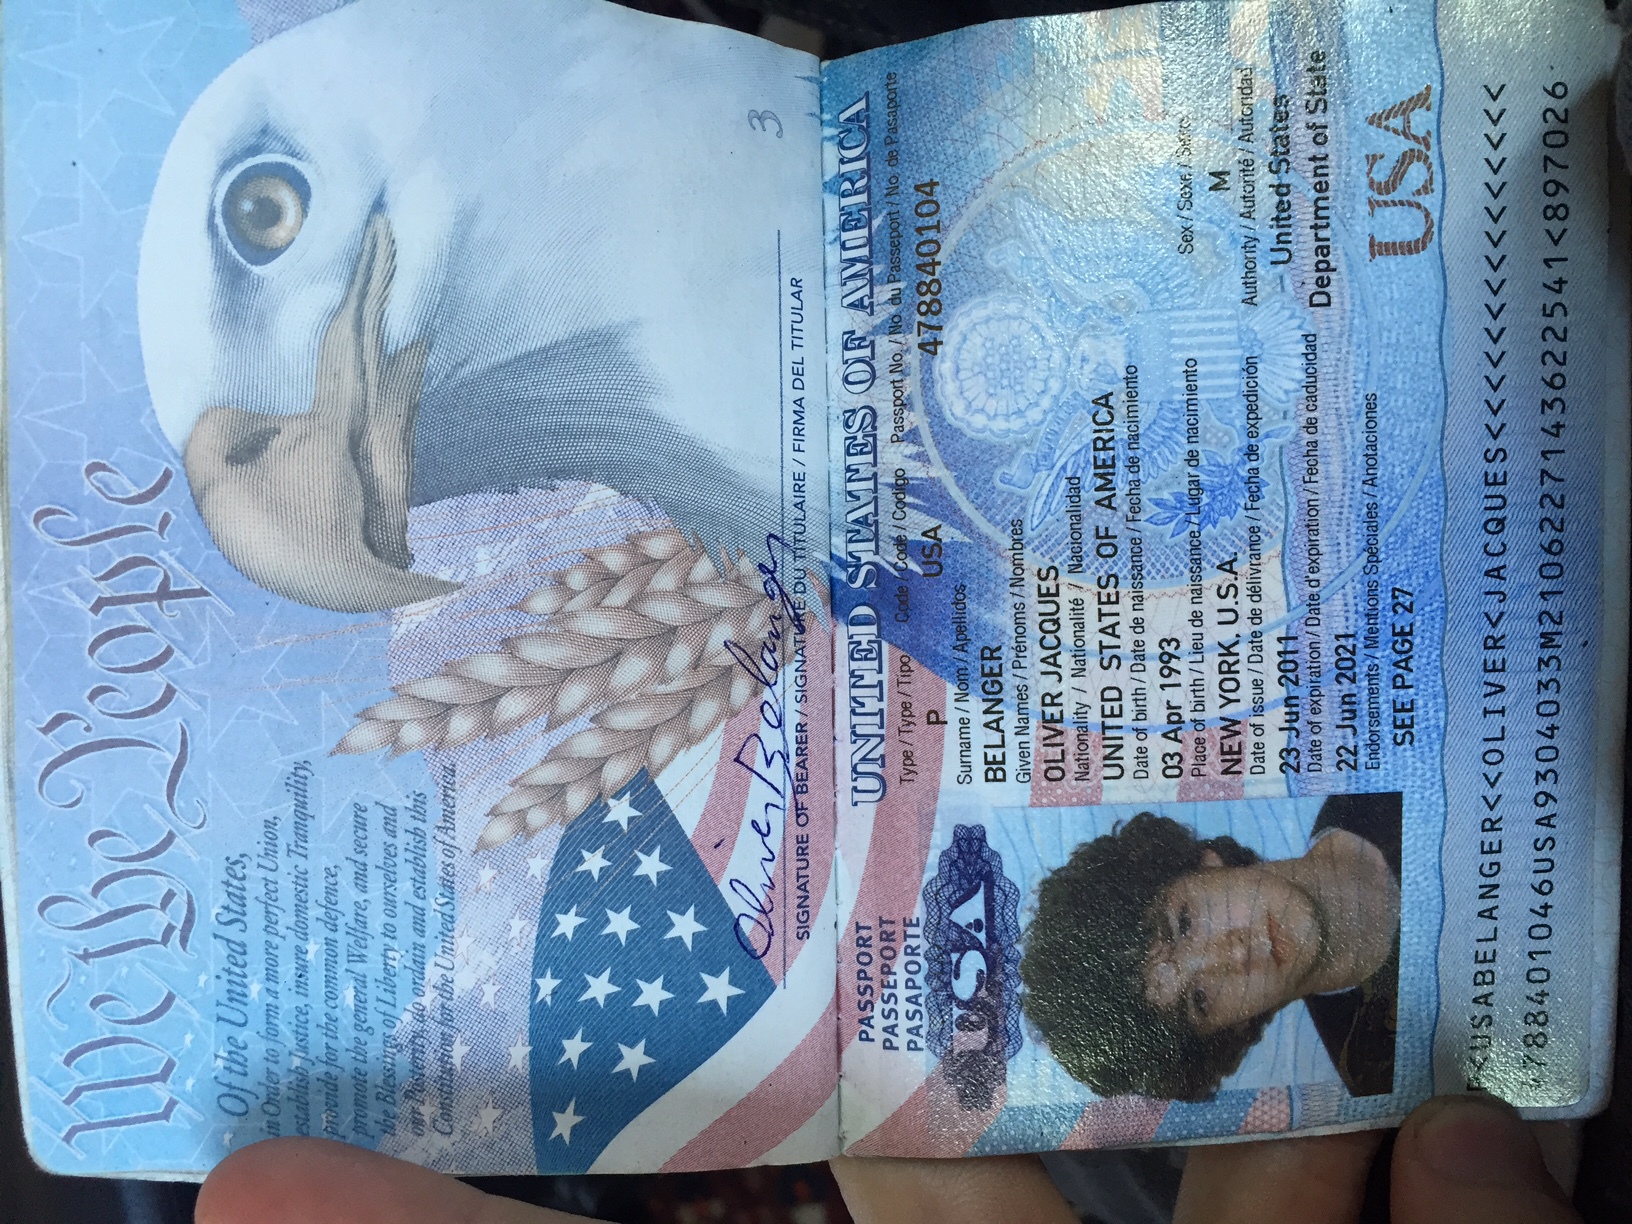 We the People
Of the United States,
in Order to form a more perfect Union,
establish Justice, insure domestic Tranquility,
provide for the common defence,
promote the general Welfare, and secure
the Blessings of Liberty to ourselves and
our Posterity, do ordain and establish this
Constitution for the United States of America.
Oliver Belanger
3
SIGNATURE OF BEARER / SIGNATURE DU TITULAIRE / FIRMA DEL TITULAR
PASSPORT
PASSEPORT
PASAPORTE
USA
UNITED STATES OF AMERICA
Type / Type / Tipo Code / Code / Codigo Passport No. / No. du Passeport / No. de Pasaporte
P USA 478840104
Surname / Nom / Apellidos
BELANGER
Given Names / Prénoms / Nombres
OLIVER JACQUES
Nationality / Nationalité / Nacionalidad
UNITED STATES OF AMERICA
Date of birth / Date de naissance / Fecha de nacimiento
03 Apr 1993
Place of birth / Lieu de naissance / Lugar de nacimiento Sex / Sexe / Sexo
NEW YORK, U.S.A. M
Date of issue / Date de délivrance / Fecha de expedición Authority / Autorité / Autoridad
23 Jun 2011 United States
Date of expiration / Date d'expiration / Fecha de caducidad Department of State
22 Jun 2021
Endorsements / Mentions Spéciales / Anotaciones
SEE PAGE 27
USA
P<USABELANGER<<OLIVER<JACQUES<<<<<<<<<<<<<<<
4788401046USA9304033M2106227143622541<897026